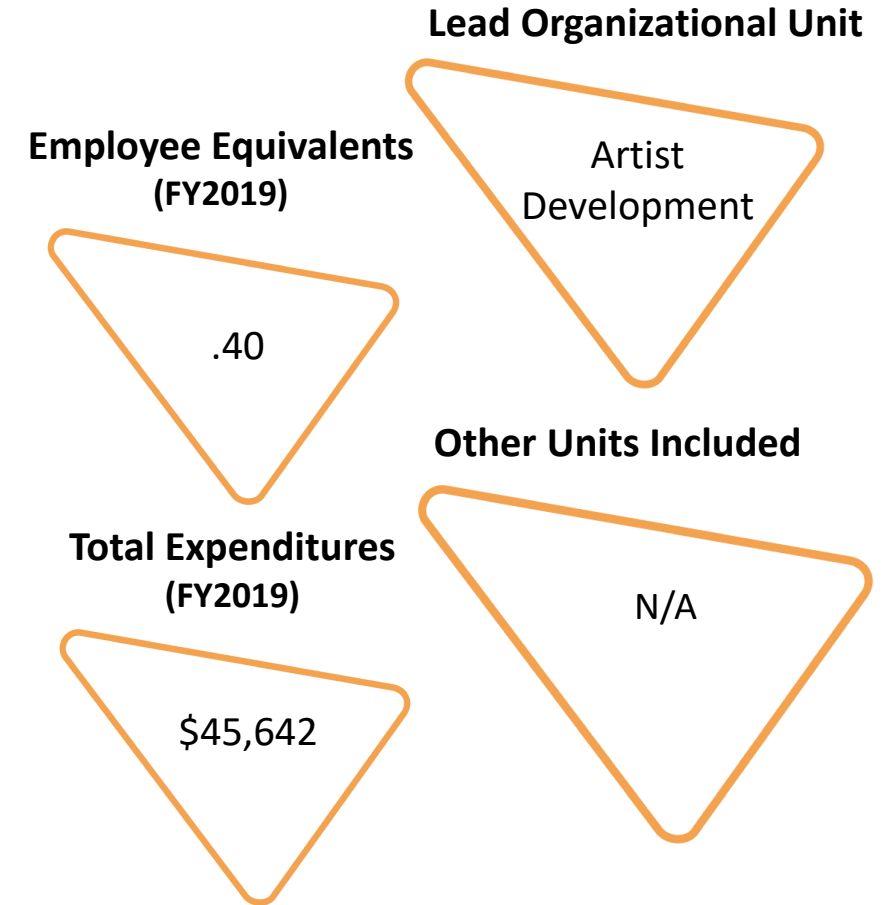 Lead Organizational Unit
Artist
Development
Employee Equivalents
(FY2019)
.40
Other Units Included
N/A
Total Expenditures
(FY2019)
$45,642